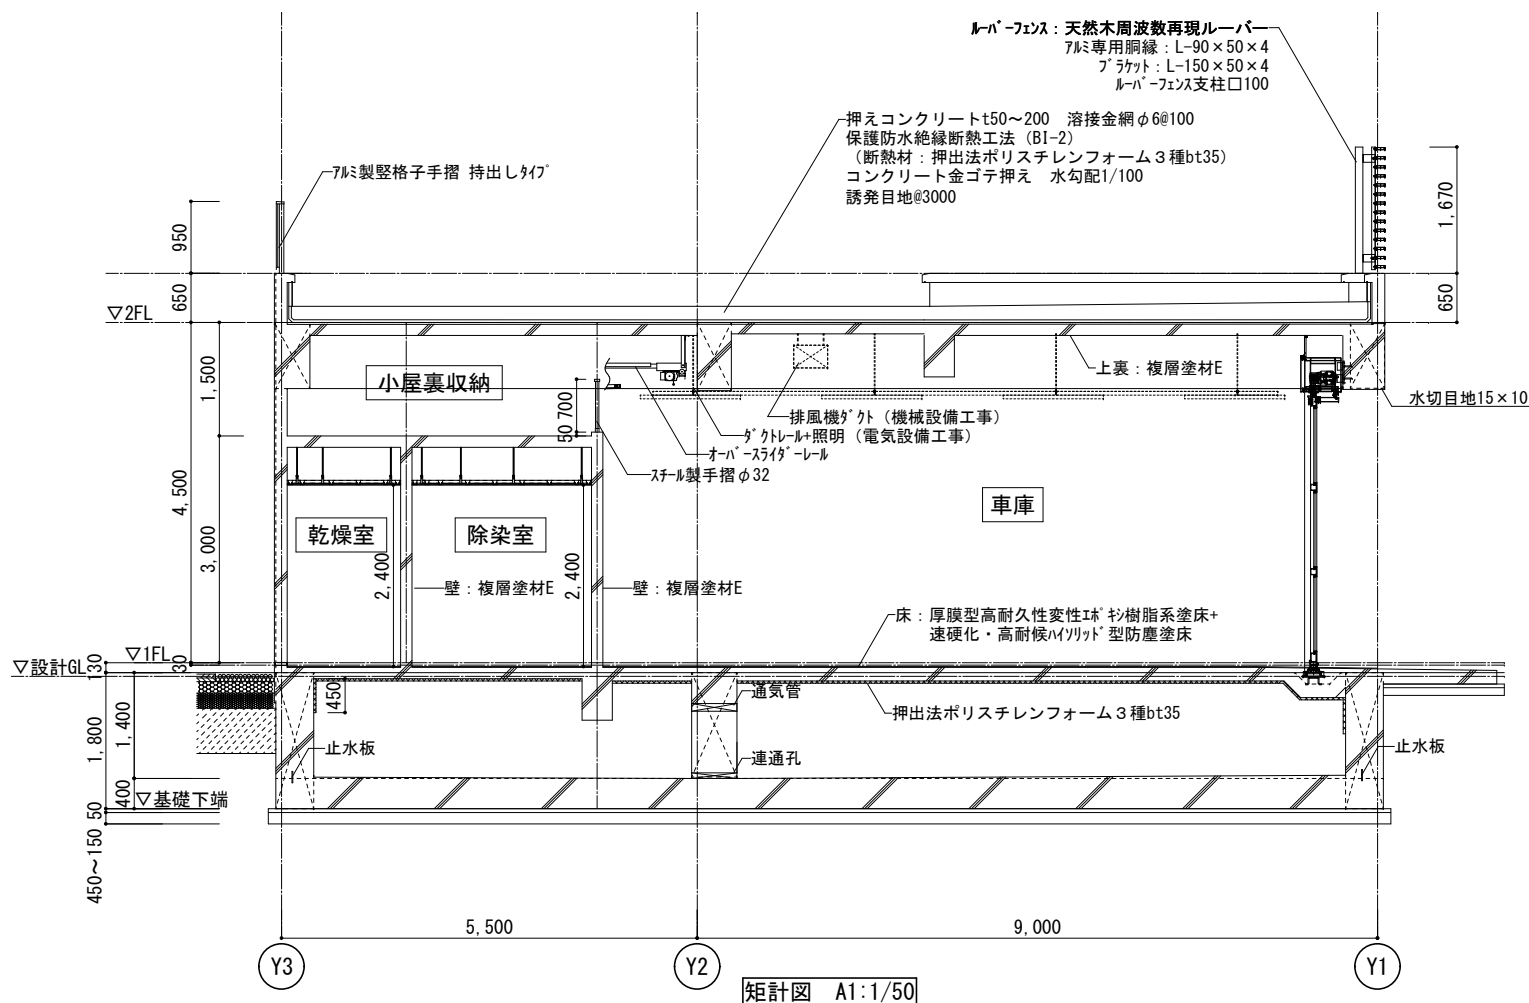 ﾙｰﾊﾞｰﾌｪﾝｽ：天然木周波数再現ルーバー
ｱﾙﾐ専用胴縁：L-90×50×4
ﾌﾞﾗｹｯﾄ：L-150×50×4
ﾙｰﾊﾞｰﾌｪﾝｽ支柱口100
押えコンクリートt50～200　溶接金網φ6@100
保護防水絶縁断熱工法（BI-2）
（断熱材：押出法ポリスチレンフォーム３種bt35）
コンクリート金ゴテ押え　水勾配1/100
誘発目地@3000
ｱﾙﾐ製竪格子手摺 持出しﾀｲﾌﾟ
950
1,670
650
650
▽2FL
1,500
小屋裏収納
上裏：複層塗材E
水切目地15×10
700
50
排風機ﾀﾞｸﾄ（機械設備工事）
ﾀﾞｸﾄﾚｰﾙ+照明（電気設備工事）
ｵｰﾊﾞｰｽﾗｲﾀﾞｰﾚｰﾙ
ｽﾁｰﾙ製手摺φ32
4,500
3,000
乾燥室
除染室
車庫
2,400
2,400
壁：複層塗材E
壁：複層塗材E
床：厚膜型高耐久性変性ｴﾎﾟｷｼ樹脂系塗床+
速硬化・高耐候ﾊｲﾌﾞﾘｯﾄﾞ型防塵塗床
▽1FL
▽設計GL
130
30
450
通気管
押出法ポリスチレンフォーム３種bt35
1,800
1,400
止水板
連通孔
止水板
400
▽基礎下端
50
450～150
5,500
9,000
Y3
Y2
Y1
矩計図　A1:1/50